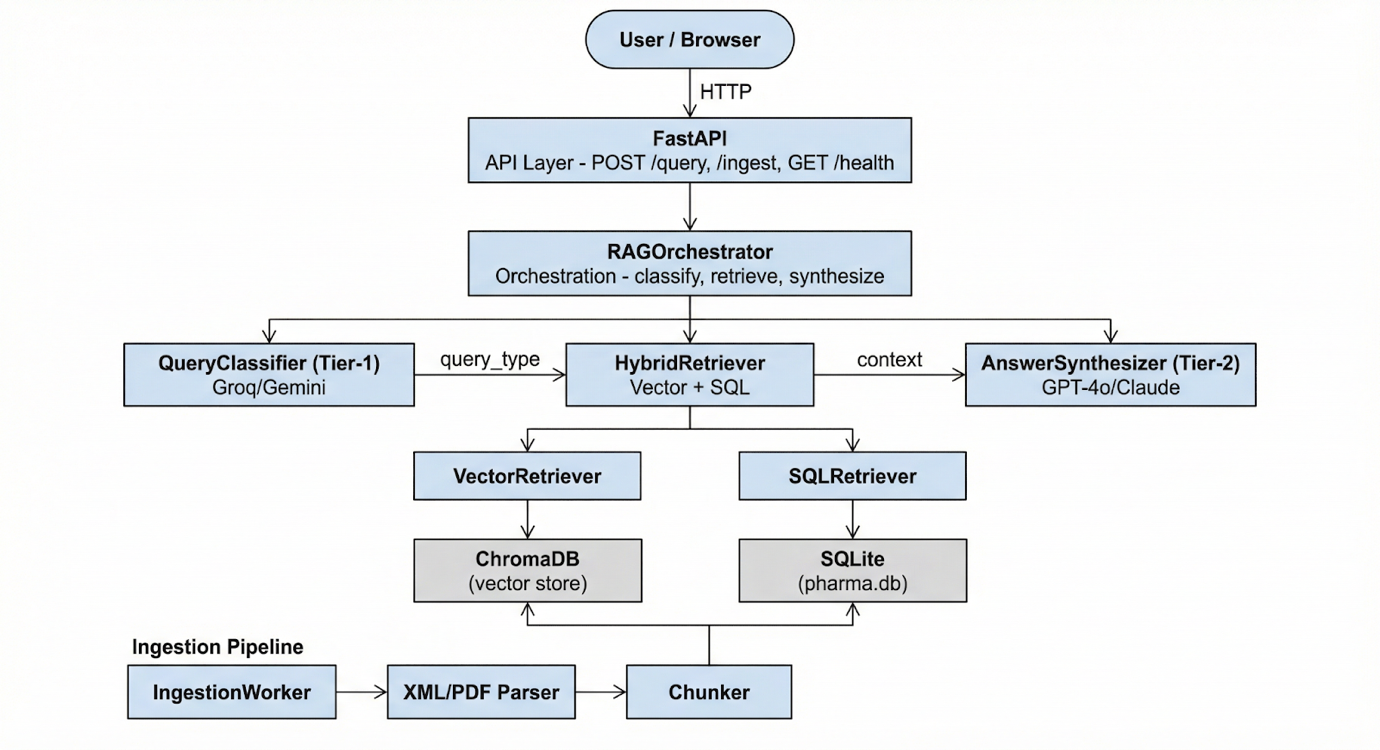 User / Browser
HTTP
FastAPI
API Layer - POST /query, /ingest, GET /health
RAGOrchestrator
Orchestration - classify, retrieve, synthesize
QueryClassifier (Tier-1)
Groq/Gemini
query_type
HybridRetriever
Vector + SQL
context
AnswerSynthesizer (Tier-2)
GPT-4o/Claude
VectorRetriever
SQLRetriever
ChromaDB
(vector store)
SQLite
(pharma.db)
Ingestion Pipeline
IngestionWorker
XML/PDF Parser
Chunker